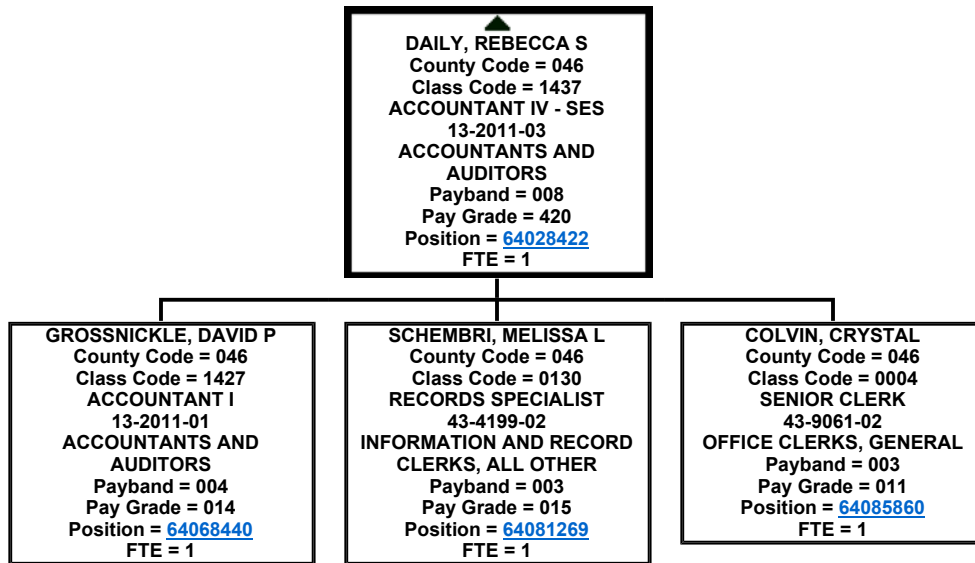 DAILY, REBECCA S
County Code = 046
Class Code = 1437
ACCOUNTANT IV - SES
13-2011-03
ACCOUNTANTS AND
AUDITORS
Payband = 008
Pay Grade = 420
Position = 64028422
FTE = 1
GROSSNICKLE, DAVID P
County Code = 046
Class Code = 1427
ACCOUNTANT I
13-2011-01
ACCOUNTANTS AND
AUDITORS
Payband = 004
Pay Grade = 014
Position = 64068440
FTE = 1
SCHEMBRI, MELISSA L
County Code = 046
Class Code = 0130
RECORDS SPECIALIST
43-4199-02
INFORMATION AND RECORD
CLERKS, ALL OTHER
Payband = 003
Pay Grade = 015
Position = 64081269
FTE = 1
COLVIN, CRYSTAL
County Code = 046
Class Code = 0004
SENIOR CLERK
43-9061-02
OFFICE CLERKS, GENERAL
Payband = 003
Pay Grade = 011
Position = 64085860
FTE = 1